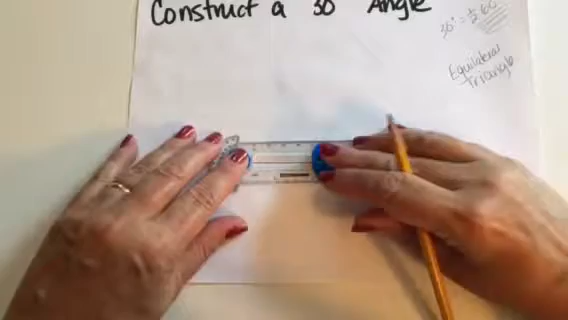 Construct a 30° Angle
30° = ½ 60
Equilateral
Triangle